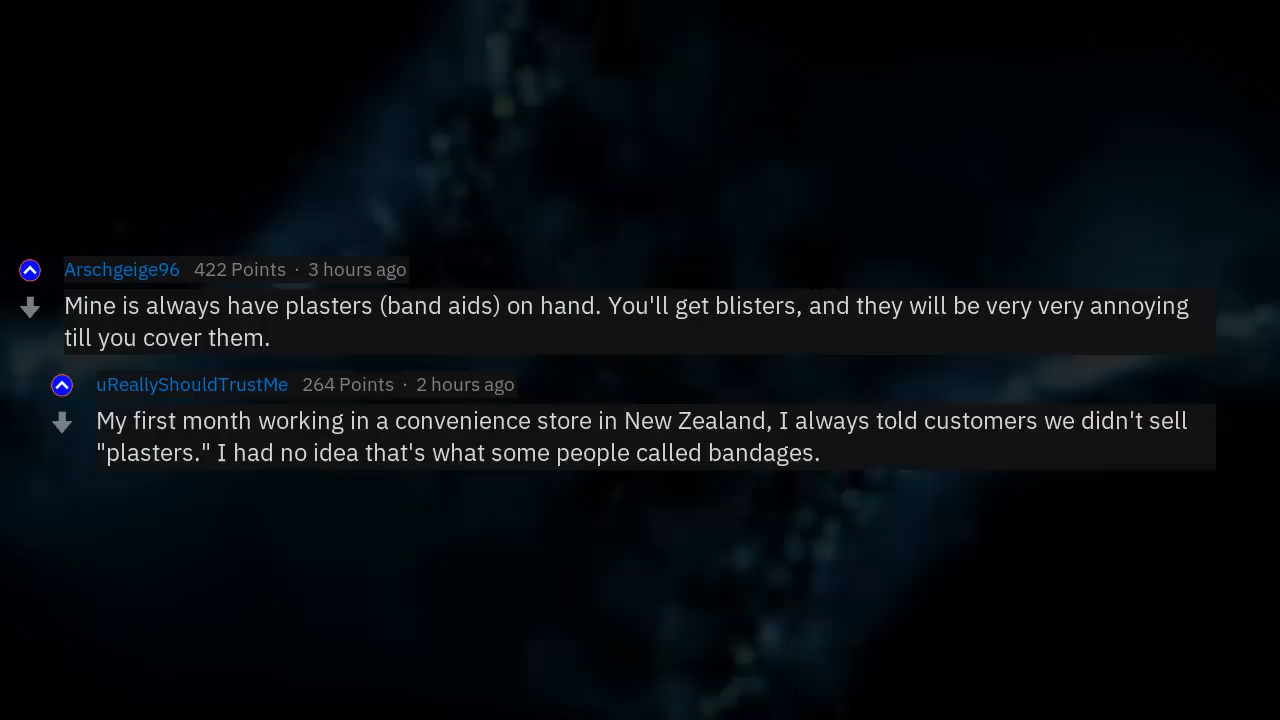 Arschgeige96 422 Points · 3 hours ago
Mine is always have plasters (band aids) on hand. You'll get blisters, and they will be very very annoying
till you cover them.
uReallyShouldTrustMe 264 Points · 2 hours ago
My first month working in a convenience store in New Zealand, I always told customers we didn't sell
"plasters." I had no idea that's what some people called bandages.